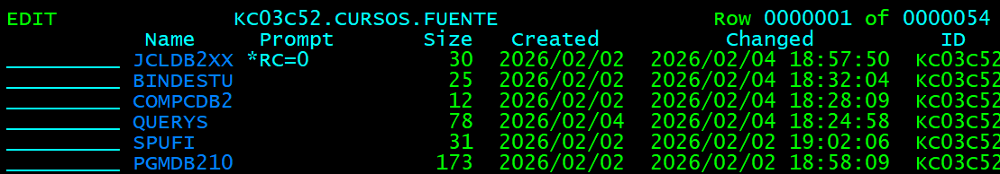 EDIT KC03C52.CURSOS.FUENTE Row 0000001 of 0000054
Name Prompt Size Created Changed ID
JCLDB2XX *RC=0 30 2026/02/02 2026/02/04 18:57:50 KC03C52
BINDESTU 25 2026/02/02 2026/02/04 18:32:04 KC03C52
COMPCDB2 12 2026/02/02 2026/02/04 18:28:09 KC03C52
QUERYS 78 2026/02/04 2026/02/04 18:24:58 KC03C52
SPUFI 31 2026/02/02 2026/02/02 19:02:06 KC03C52
PGMDB210 173 2026/02/02 2026/02/02 18:58:09 KC03C52